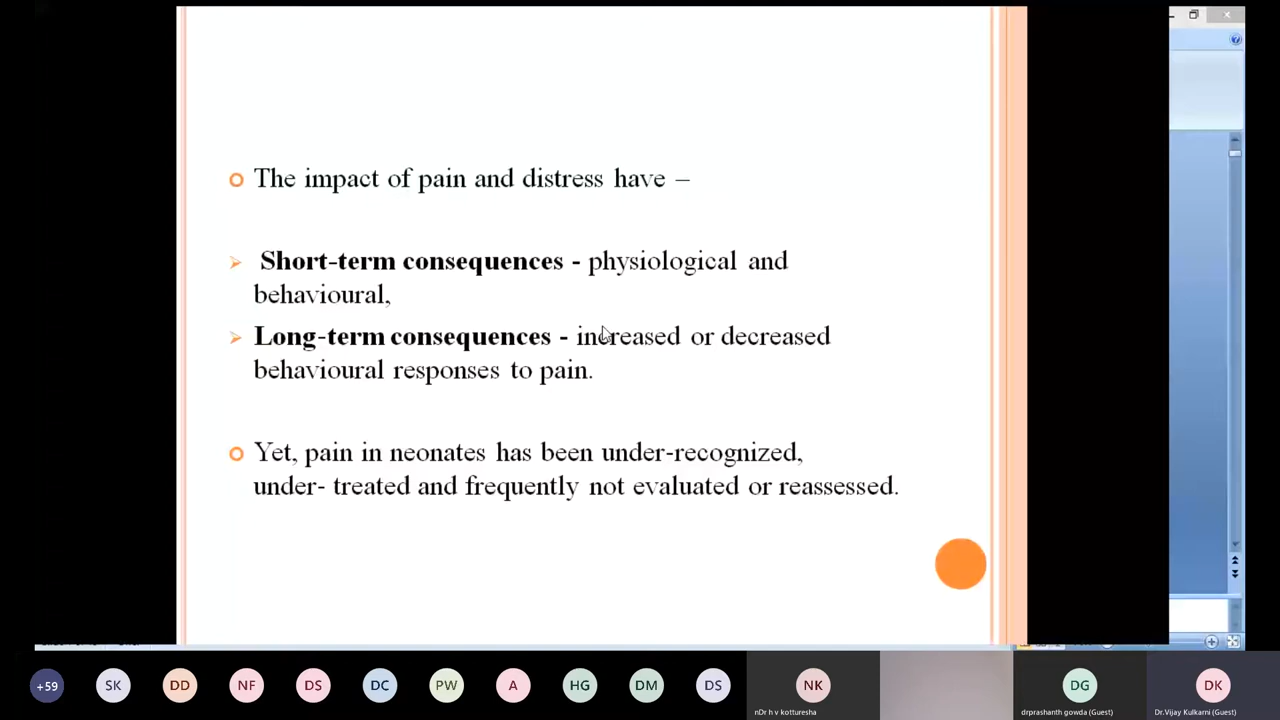 The impact of pain and distress have –
Short-term consequences - physiological and
behavioural,
Long-term consequences - increased or decreased
behavioural responses to pain.
Yet, pain in neonates has been under-recognized,
under- treated and frequently not evaluated or reassessed.
+59
SK
DD
NF
DS
DC
PW
A
HG
DM
DS
NK
DG
DK
nDr h v kotturesha
drprashanth gowda (Guest)
Dr.Vijay Kulkarni (Guest)